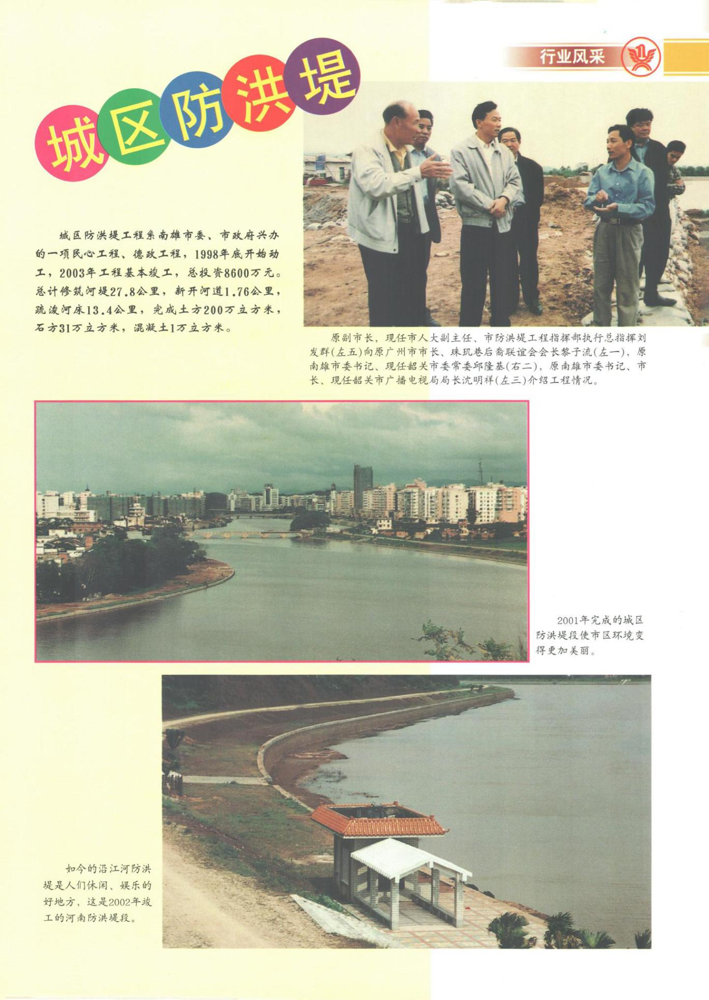 行业风采
城区防洪堤
城区防洪堤工程系南雄市委、市政府兴办
的一项民心工程、德政工程，1998年底开始动
工，2003年工程基本竣工，总投资8600万元。
总计修筑河堤27.8公里，新开河道1.76公里，
疏浚河床13.4公里，完成土方200万立方米，
石方31万立方米，混凝土1万立方米。
原副市长，现任市人大副主任、市防洪堤工程指挥部执行总指挥刘
发群(左五)向原广州市市长、珠玑巷后裔联谊会会长黎子流(左一)，原
南雄市委书记、现任韶关市委常委邱隆基(右二)，原南雄市委书记、市
长、现任韶关市广播电视局局长沈明祥(左三)介绍工程情况。
2001年完成的城区
防洪堤段使市区环境变
得更加美丽。
如今的沿江河防洪
堤是人们休闲、娱乐的
好地方，这是2002年竣
工的河南防洪堤段。